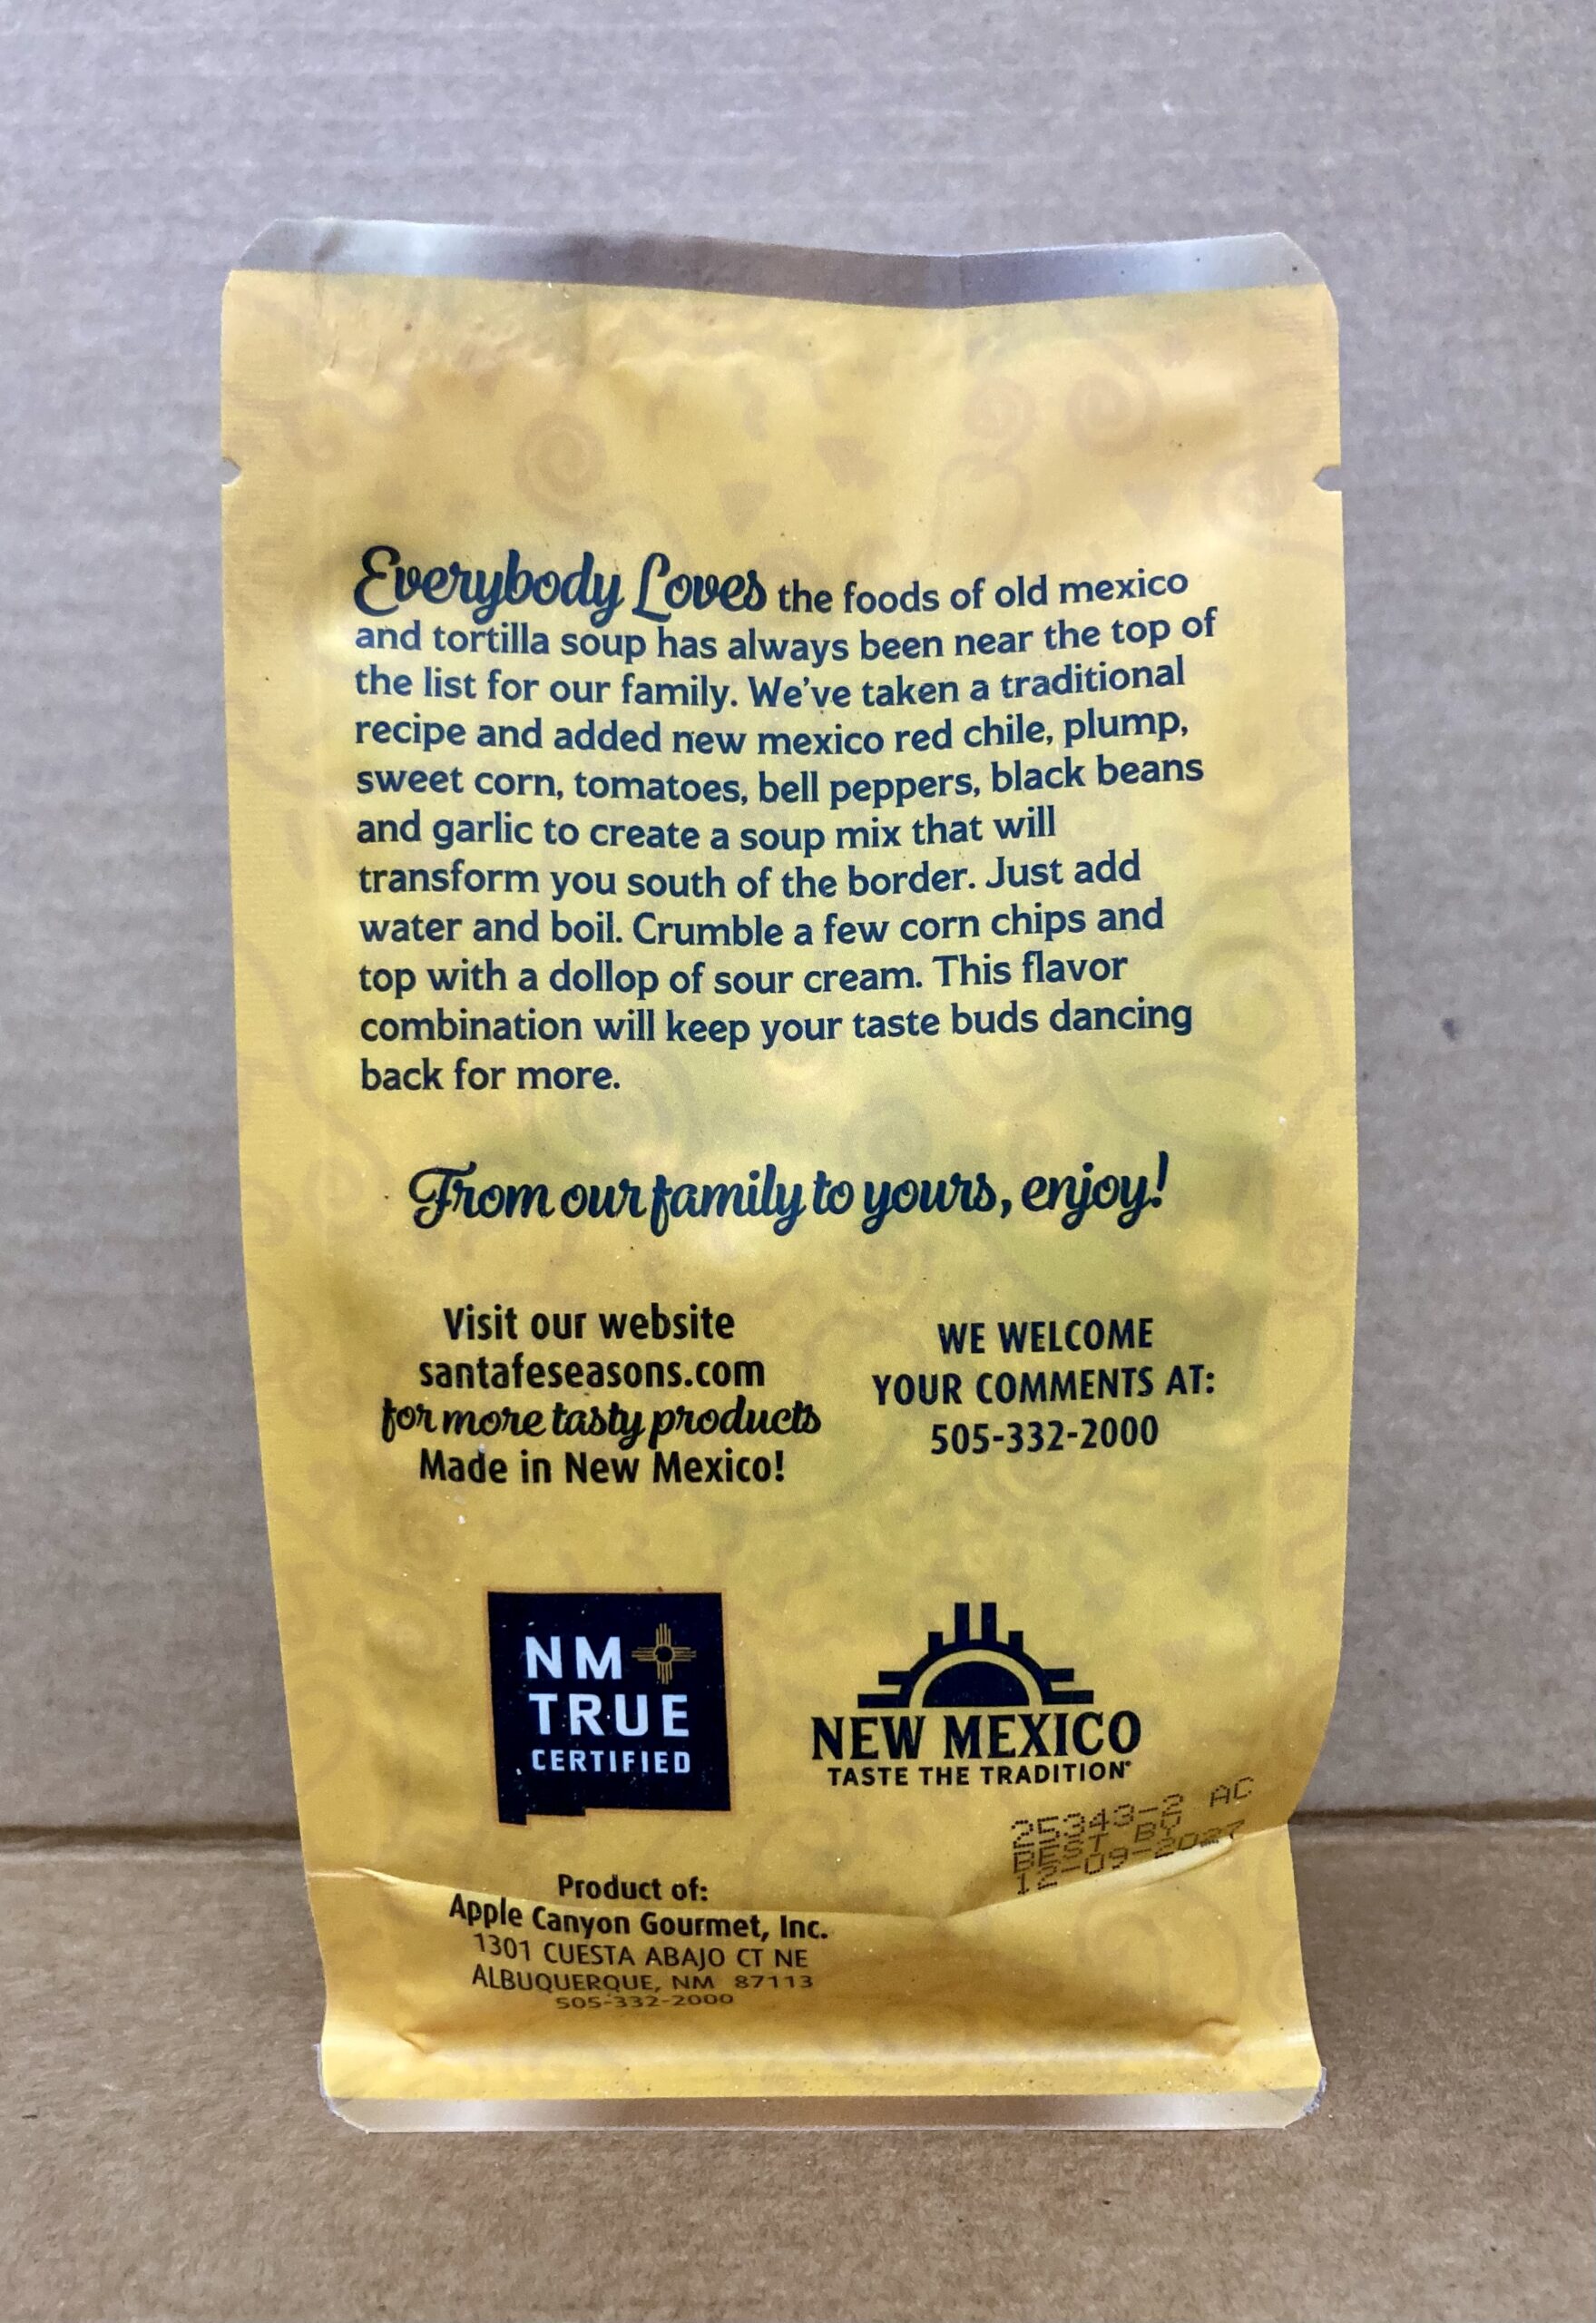 Everybody Loves the foods of old mexico
and tortilla soup has always been near the top of
the list for our family. We've taken a traditional
recipe and added new mexico red chile, plump,
sweet corn, tomatoes, bell peppers, black beans
and garlic to create a soup mix that will
transform you south of the border. Just add
water and boil. Crumble a few corn chips and
top with a dollop of sour cream. This flavor
combination will keep your taste buds dancing
back for more.
From our family to yours, enjoy!
Visit our website
santafeseasons.com
for more tasty products
Made in New Mexico!
WE WELCOME
YOUR COMMENTS AT:
505-332-2000
NM
TRUE
CERTIFIED
NEW MEXICO
TASTE THE TRADITION
25343-2 AC
BEST BY
12-09-2027
Product of:
Apple Canyon Gourmet, Inc.
1301 CUESTA ABAJO CT NE
ALBUQUERQUE, NM 87113
505-332-2000